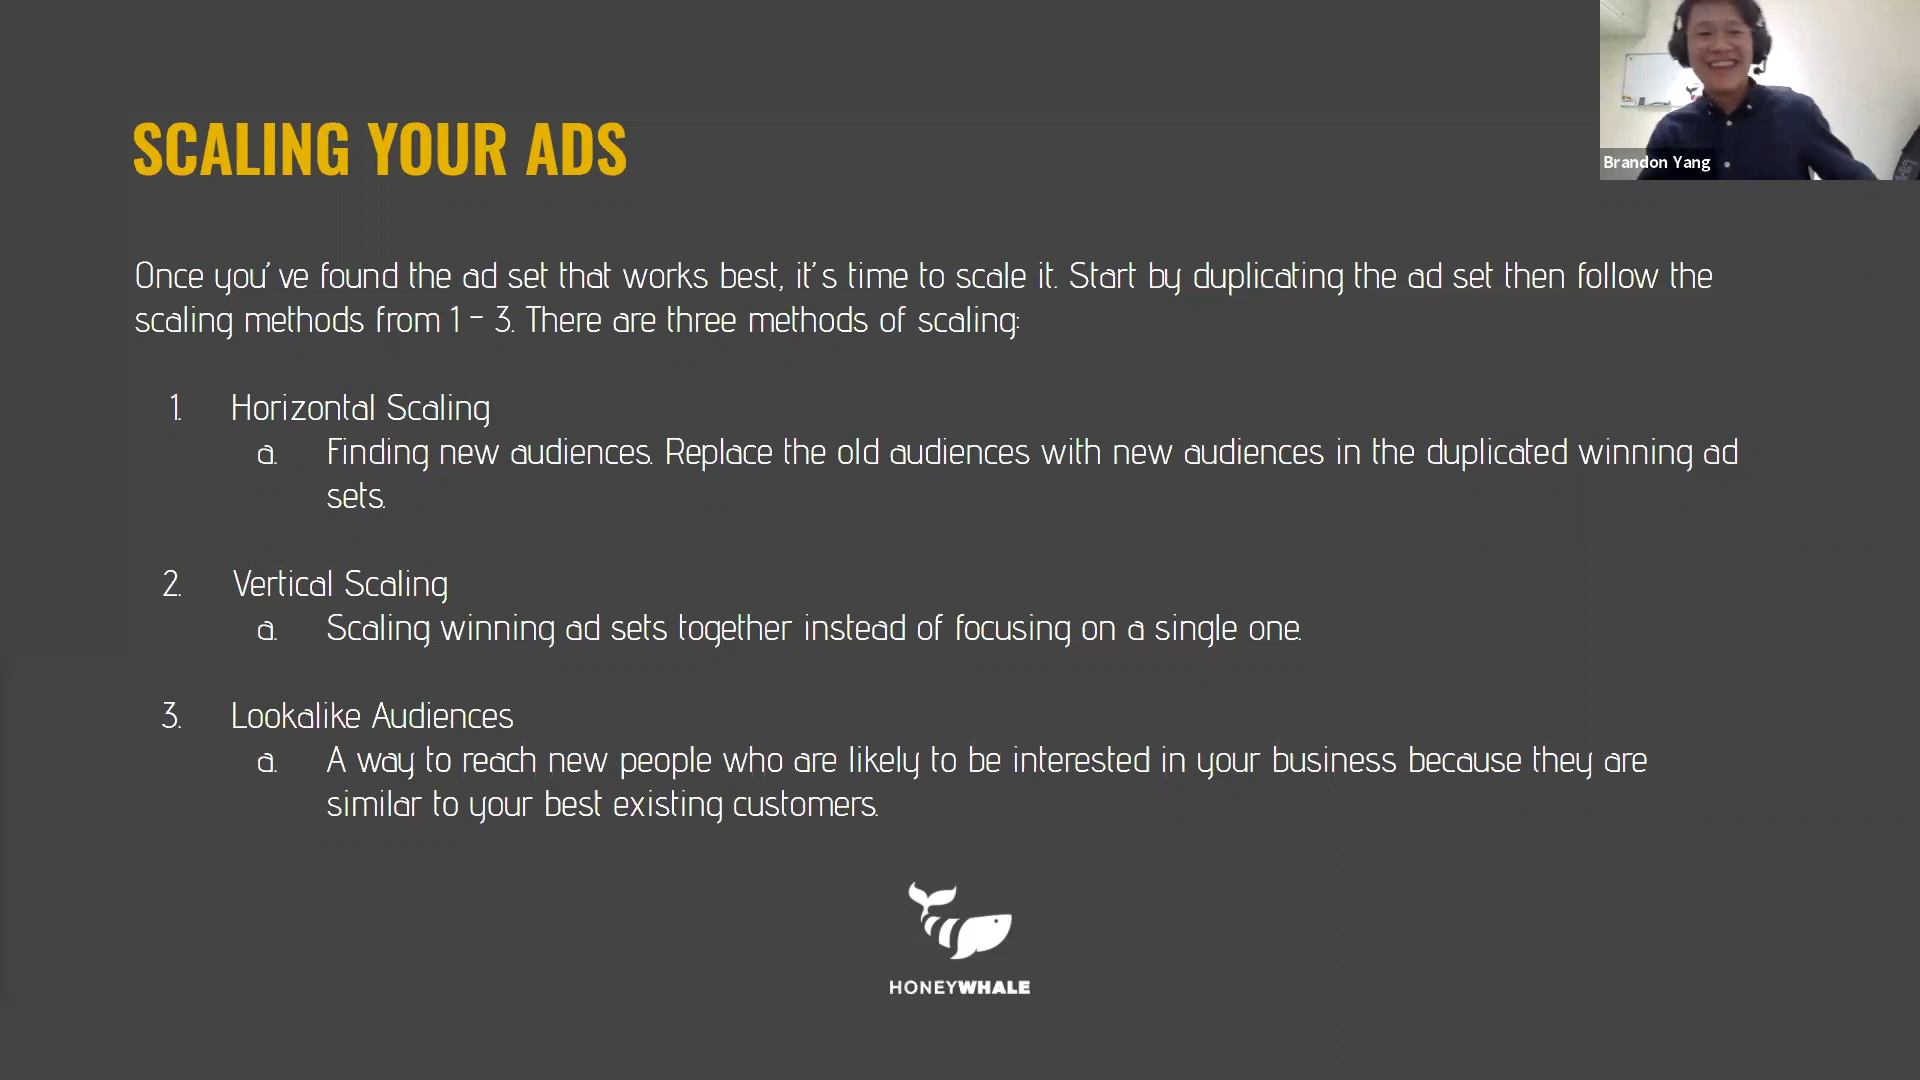 SCALING YOUR ADS
Brandon Yang
Once you've found the ad set that works best, it's time to scale it. Start by duplicating the ad set then follow the
scaling methods from 1 - 3. There are three methods of scaling:
1. Horizontal Scaling
a. Finding new audiences. Replace the old audiences with new audiences in the duplicated winning ad
sets.
2. Vertical Scaling
a. Scaling winning ad sets together instead of focusing on a single one.
3. Lookalike Audiences
a. A way to reach new people who are likely to be interested in your business because they are
similar to your best existing customers.
HONEYWHALE